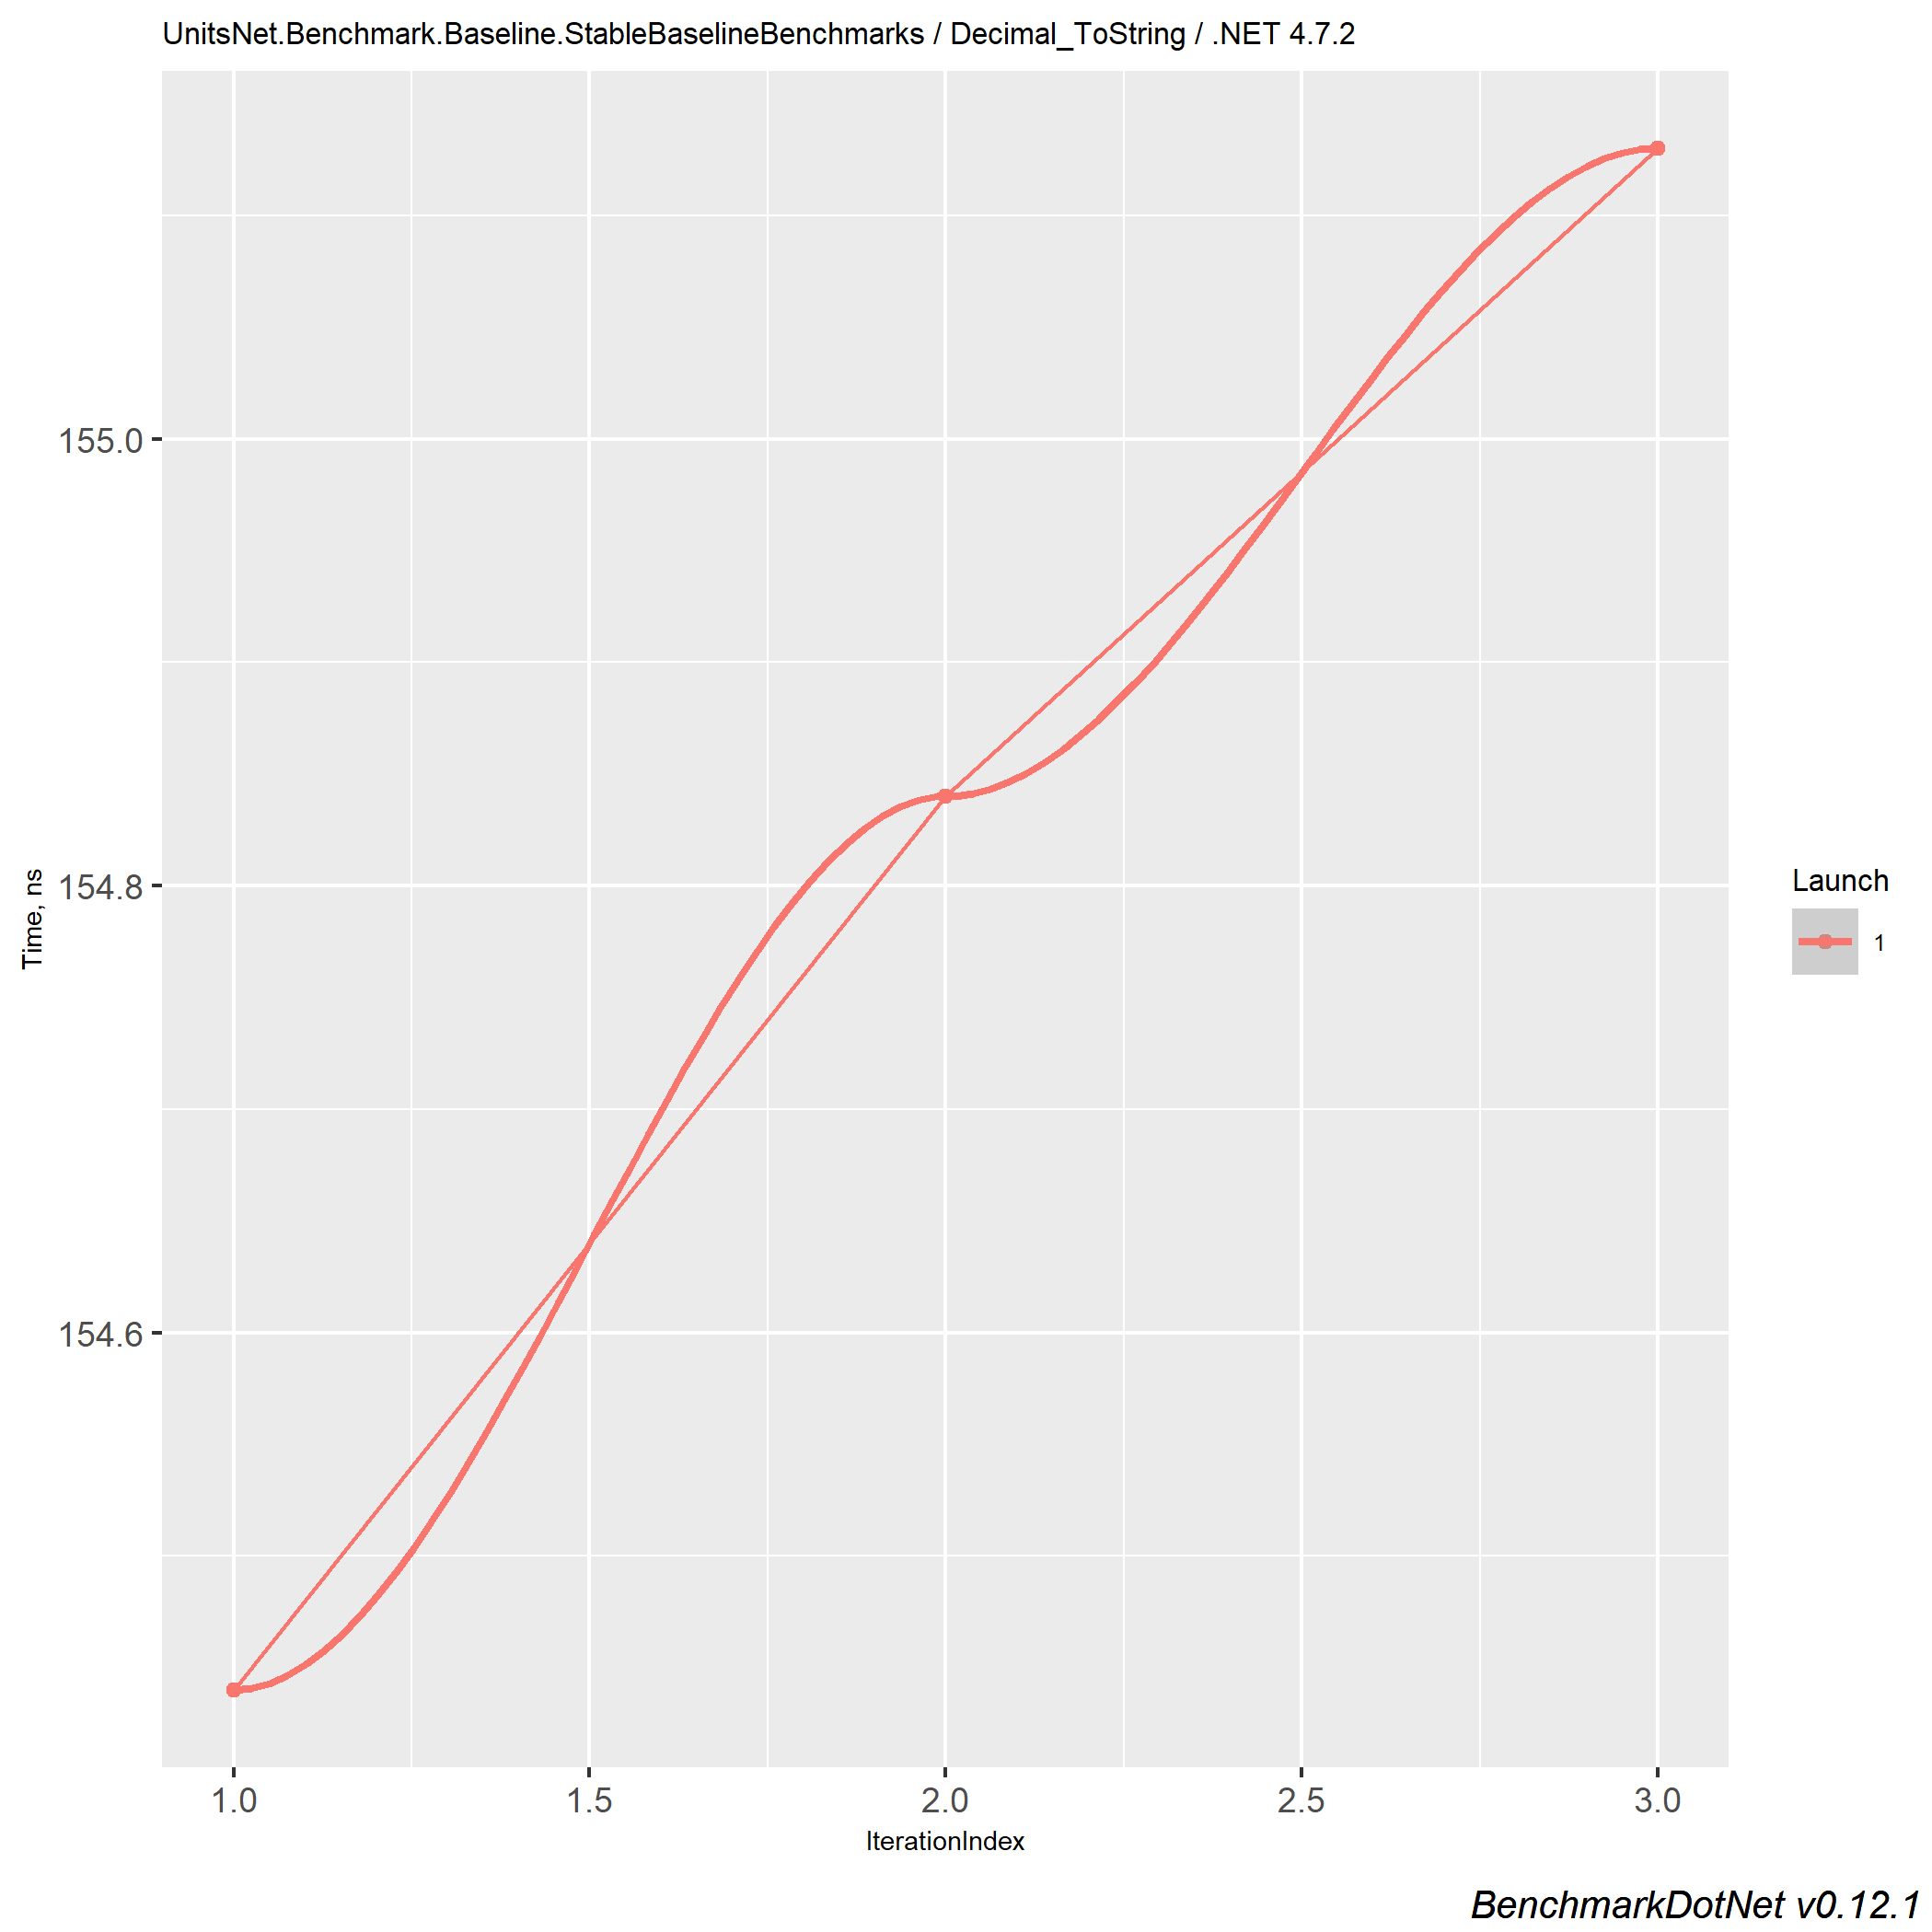 UnitsNet.Benchmark.Baseline.StableBaselineBenchmarks / Decimal_ToString / .NET 4.7.2
155.0
154.8
154.6
Time, ns
1.0 1.5 2.0 2.5 3.0
IterationIndex
Launch
1
BenchmarkDotNet v0.12.1